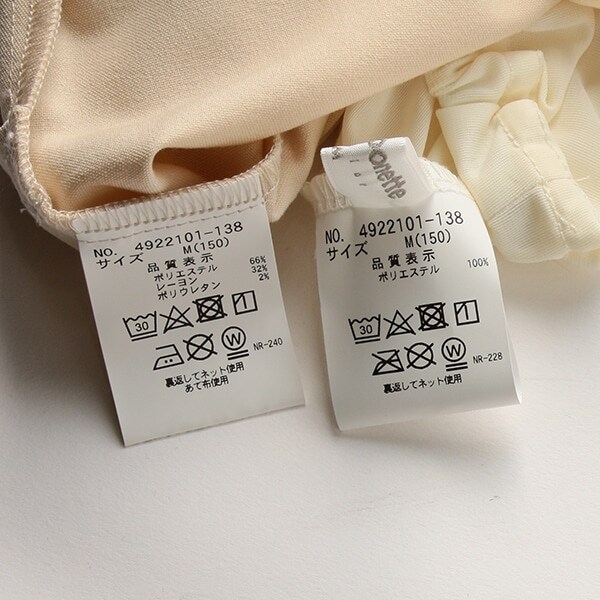 NO. 4922101-138
サイズ M(150)
品質表示
ポリエステル 66%
レーヨン 32%
ポリウレタン 2%
30
W
NR-240
裏返してネット使用
あて布使用
onette
NO. 4922101-138
サイズ M(150)
品質表示
ポリエステル 100%
30
W
NR-228
裏返してネット使用